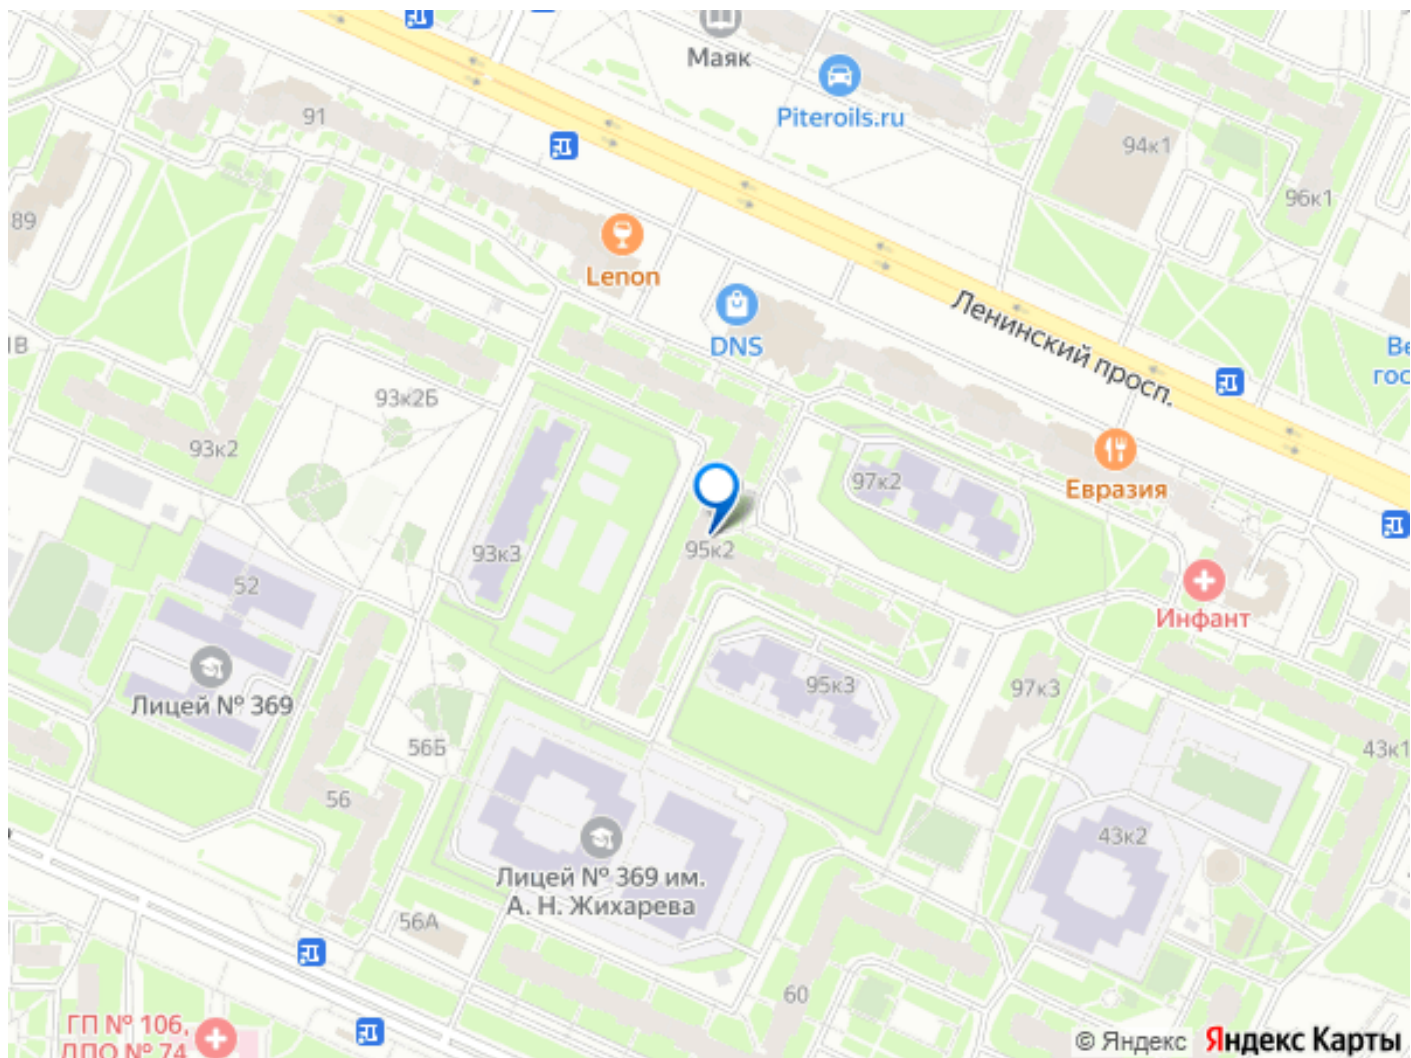 Маяк
Piteroils.ru
91
94к1
96к1
89
Lenon
Ленинский просп.
DNS
93к2Б
93к2
97к2
Евразия
93к3
95к2
52
Инфант
Лицей № 369
95к3
97к3
56Б
43к1
56
43к2
Лицей № 369 им.
А. Н. Жихарева
56А
60
ГП № 106,
ДПО № 74
© Яндекс Яндекс Карты